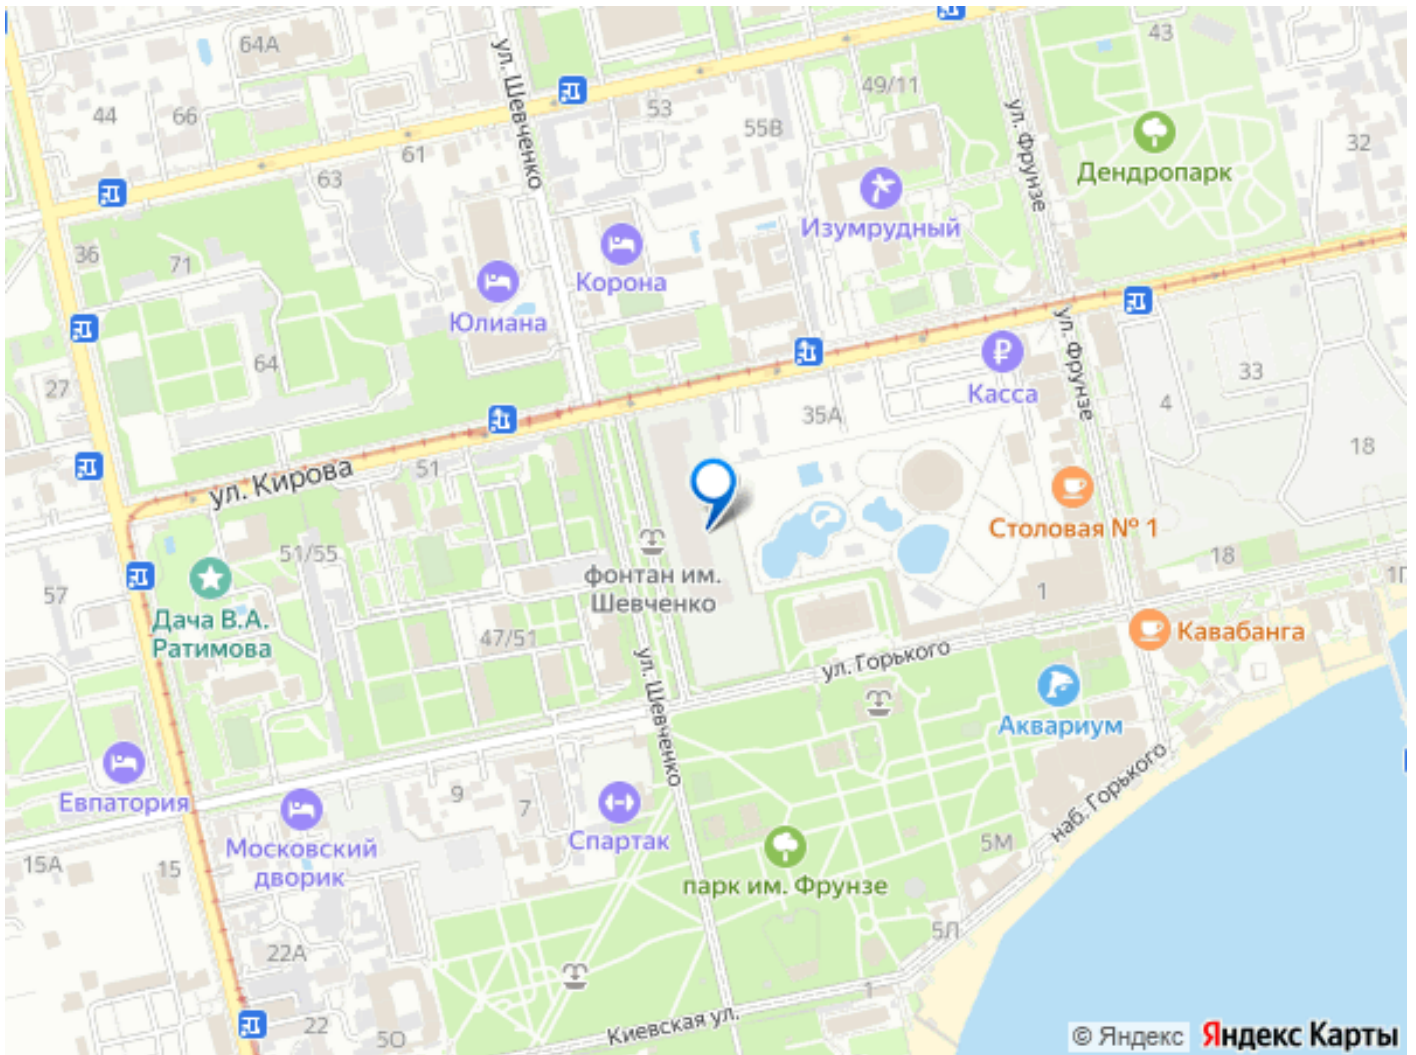 64А
43
ул. Шевченко
44
66
53
55В
49/11
ул. Фрунзе
32
61
63
Дендропарк
Изумрудный
36
71
Корона
Юлиана
64
ул. Фрунзе
27
Касса
33
4
35А
18
51
ул. Кирова
Столовая № 1
51/55
18
фонтан им.
Шевченко
57
1
1П
Дача В.А.
Ратимова
47/51
Кавабанга
ул. Горького
ул. Шевченко
Аквариум
9
7
Евпатория
Спартак
наб. Горького
Московский
дворик
5М
15А
15
парк им. Фрунзе
5Л
22А
1
Киевская ул.
22
50
© Яндекс
Яндекс Карты